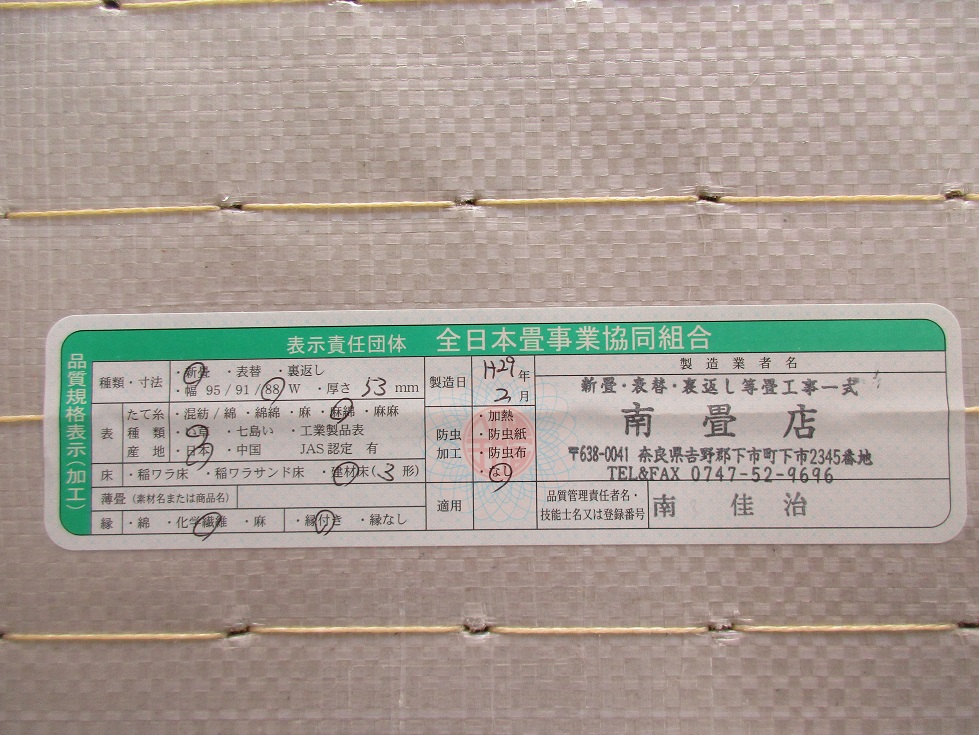 表示責任団体 全日本畳事業協同組合
品質規格表示(加工)
種類・寸法 ・新畳 ・表替 ・裏返し
・幅 95 / 91 / 88 W ・厚さ 53 mm
表 たて糸 ・混紡 / 綿 ・綿綿 ・麻 ・麻綿 ・麻麻
種類 ・い草 ・七島い ・工業製品表
産地 ・日本 ・中国 JAS認定 有
床 ・稲ワラ床 ・稲ワラサンド床 ・建材床(3形)
薄畳(素材名または商品名)
縁 ・綿 ・化学繊維 ・麻 ・縁付き ・縁なし
製造日 H29年
2月
防虫加工 ・加熱
・防虫紙
・防虫布
・なし
適用
製造業者名
新畳・表替・裏返し等畳工事一式
南畳店
〒638-0041 奈良県吉野郡下市町下市2345番地
TEL&FAX 0747-52-9696
品質管理責任者名・
技能士名又は登録番号
南 佳治